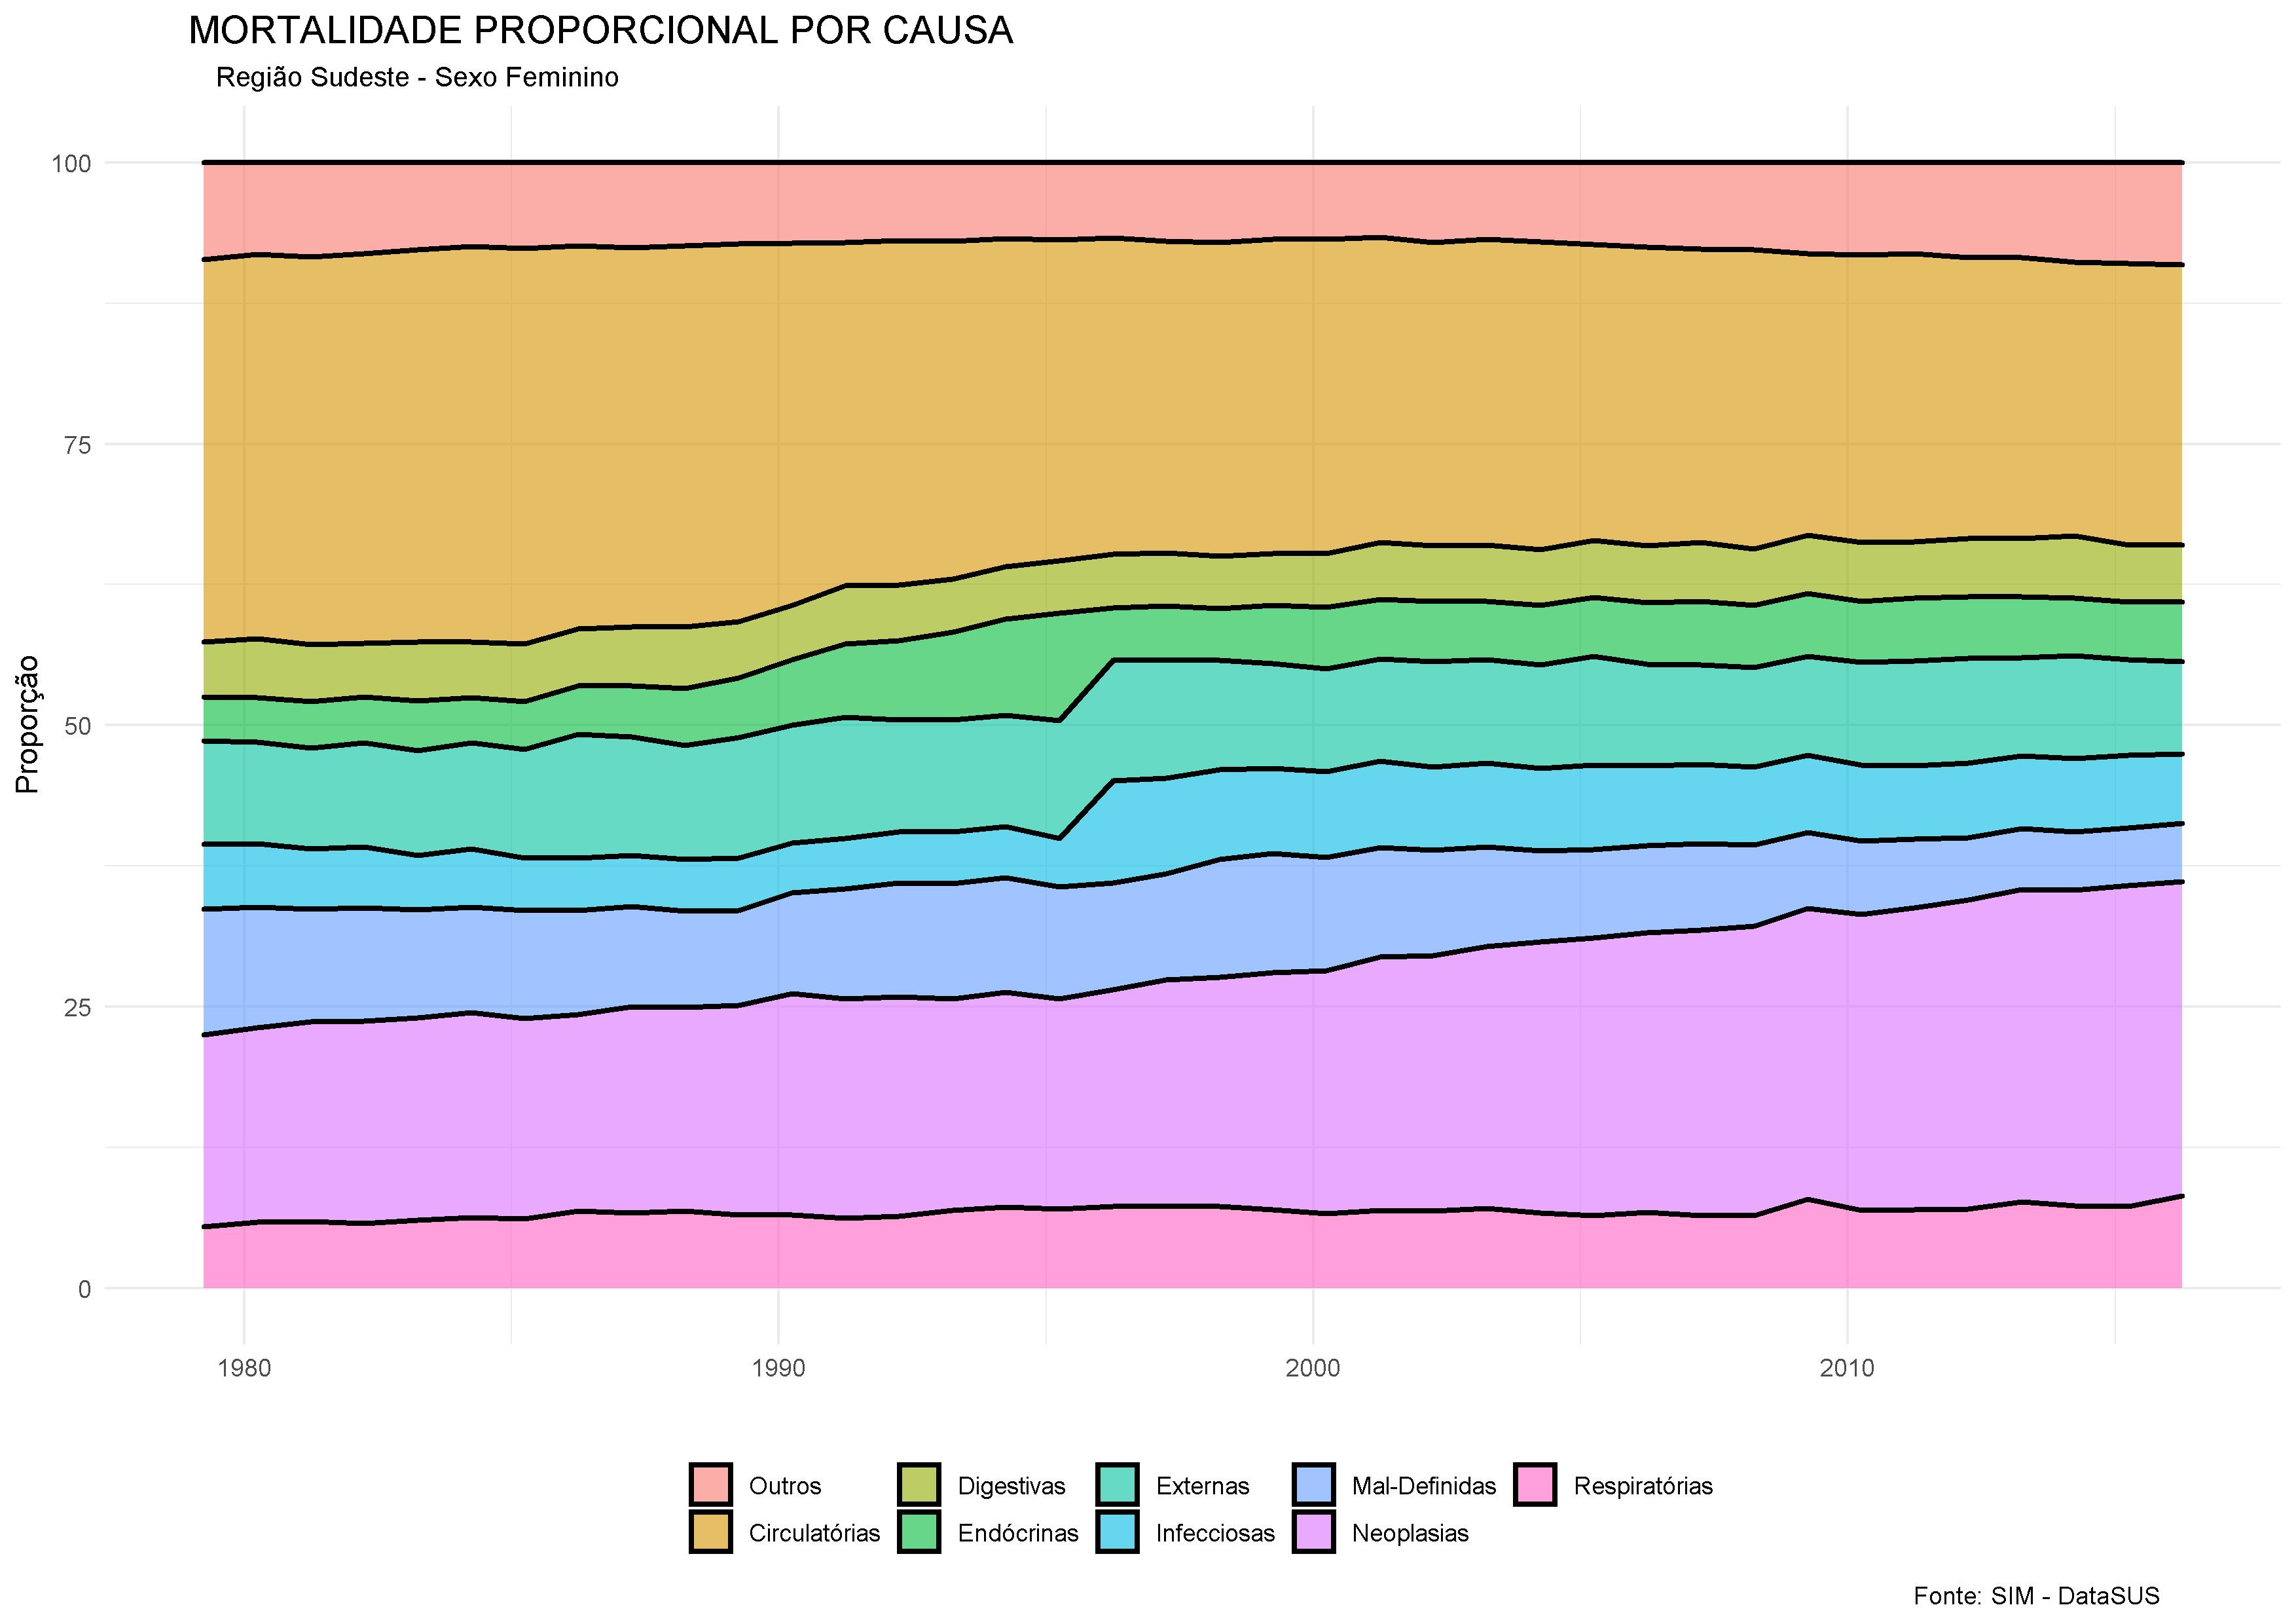 MORTALIDADE PROPORCIONAL POR CAUSA
Região Sudeste - Sexo Feminino
100
75
50
25
0
Proporção
1980 1990 2000 2010
Outros Digestivas Externas Mal-Definidas Respiratórias
Circulatórias Endócrinas Infecciosas Neoplasias
Fonte: SIM - DataSUS